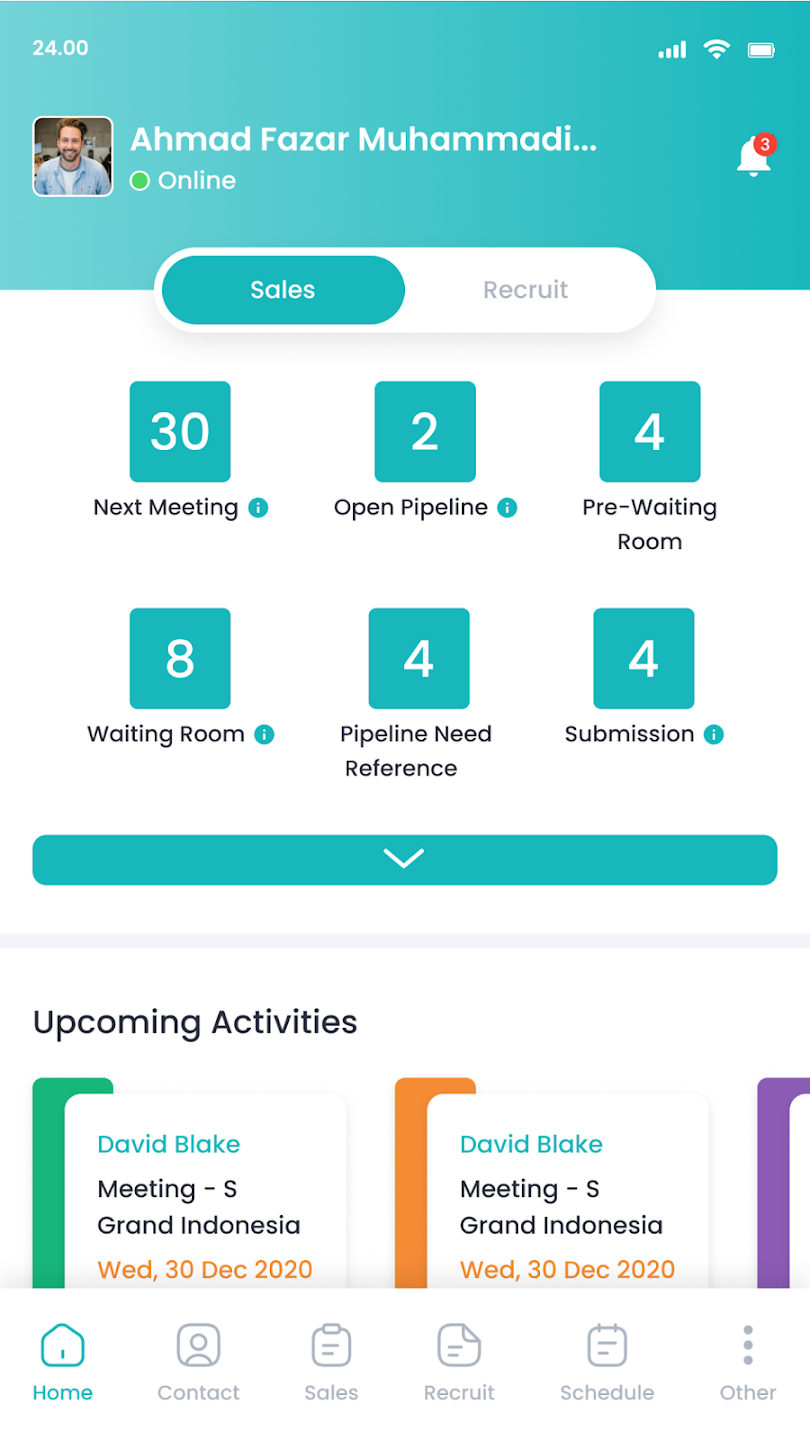 24.00
Ahmad Fazar Muhammadi...
3
Online
Sales
Recruit
30
2
4
Next Meeting
Open Pipeline
Pre-Waiting
Room
8
4
4
Waiting Room
Pipeline Need
Reference
Submission
Upcoming Activities
David Blake
Meeting - S
Grand Indonesia
Wed, 30 Dec 2020
David Blake
Meeting - S
Grand Indonesia
Wed, 30 Dec 2020
Home
Contact
Sales
Recruit
Schedule
Other